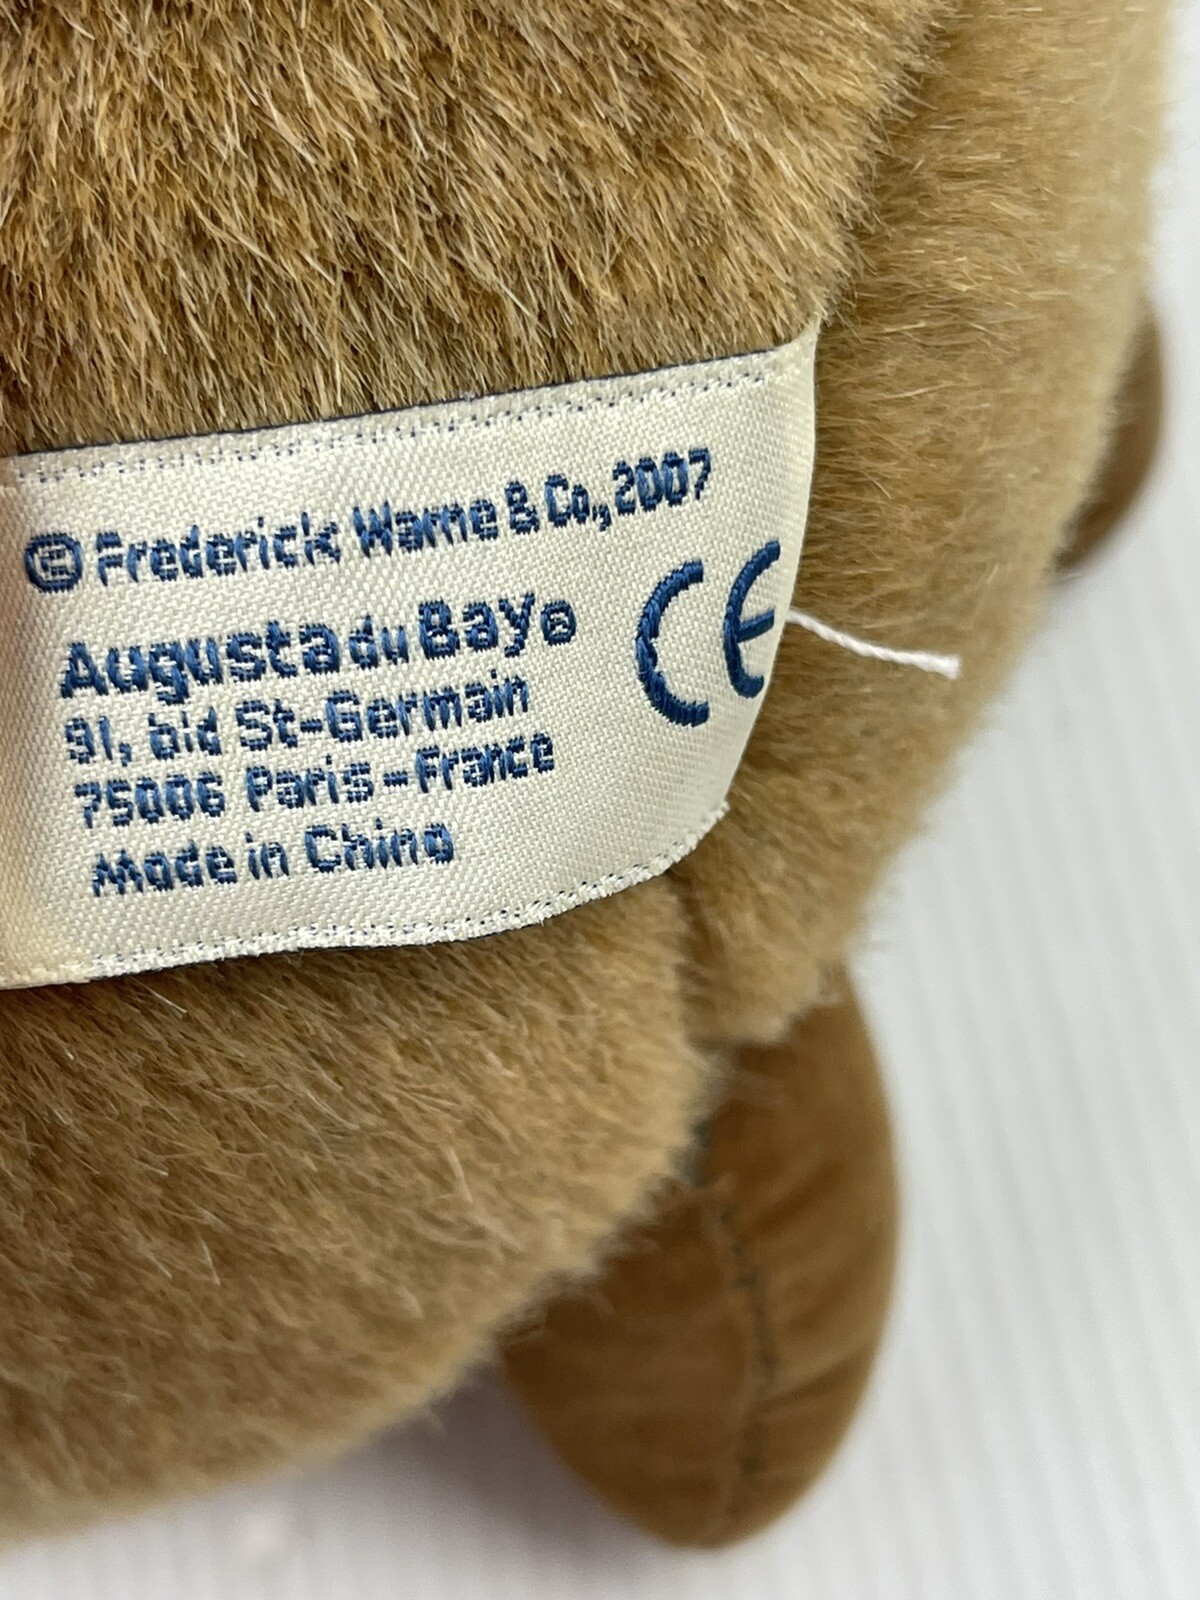 © Frederick Warne & Co., 2007
Augusta du Bay®
CE
91, bld St-Germain
75006 Paris - France
Made in China